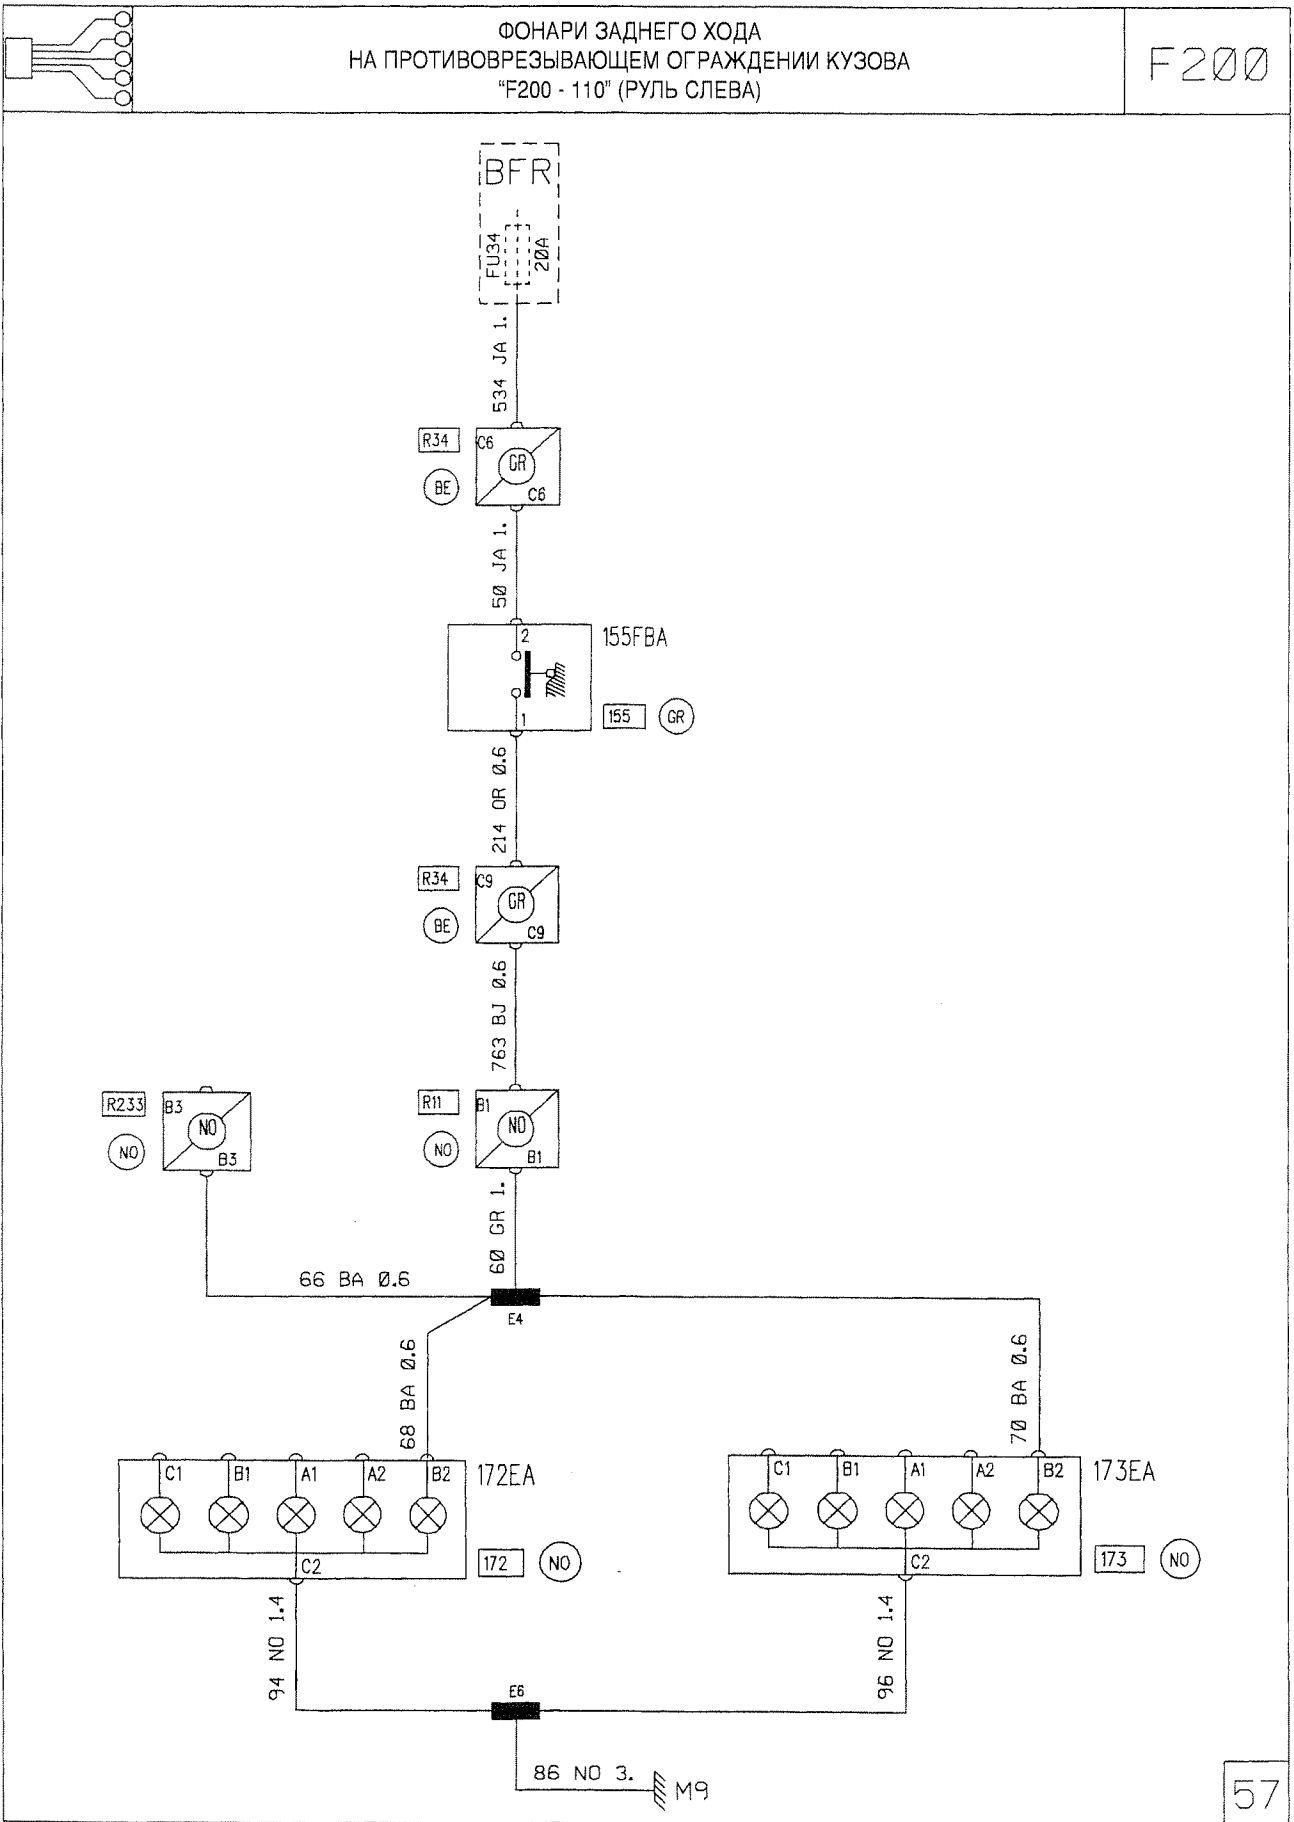 ФОНАРИ ЗАДНЕГО ХОДА
НА ПРОТИВОВРЕЗЫВАЮЩЕМ ОГРАЖДЕНИИ КУЗОВА
"F200 - 110" (РУЛЬ СЛЕВА)
F200
BFR
FU34
20A
534 JA 1.
R34
C6
GR
BE
C6
50 JA 1.
2
155FBA
1
155
GR
214 OR 0.6
R34
C9
GR
BE
C9
763 BJ 0.6
R233
B3
NO
NO
B3
R11
B1
NO
NO
B1
60 GR 1.
66 BA 0.6
E4
68 BA 0.6
70 BA 0.6
C1
B1
A1
A2
B2
172EA
C2
172
NO
C1
B1
A1
A2
B2
173EA
C2
173
NO
94 NO 1.4
96 NO 1.4
E6
86 NO 3.
M9
57